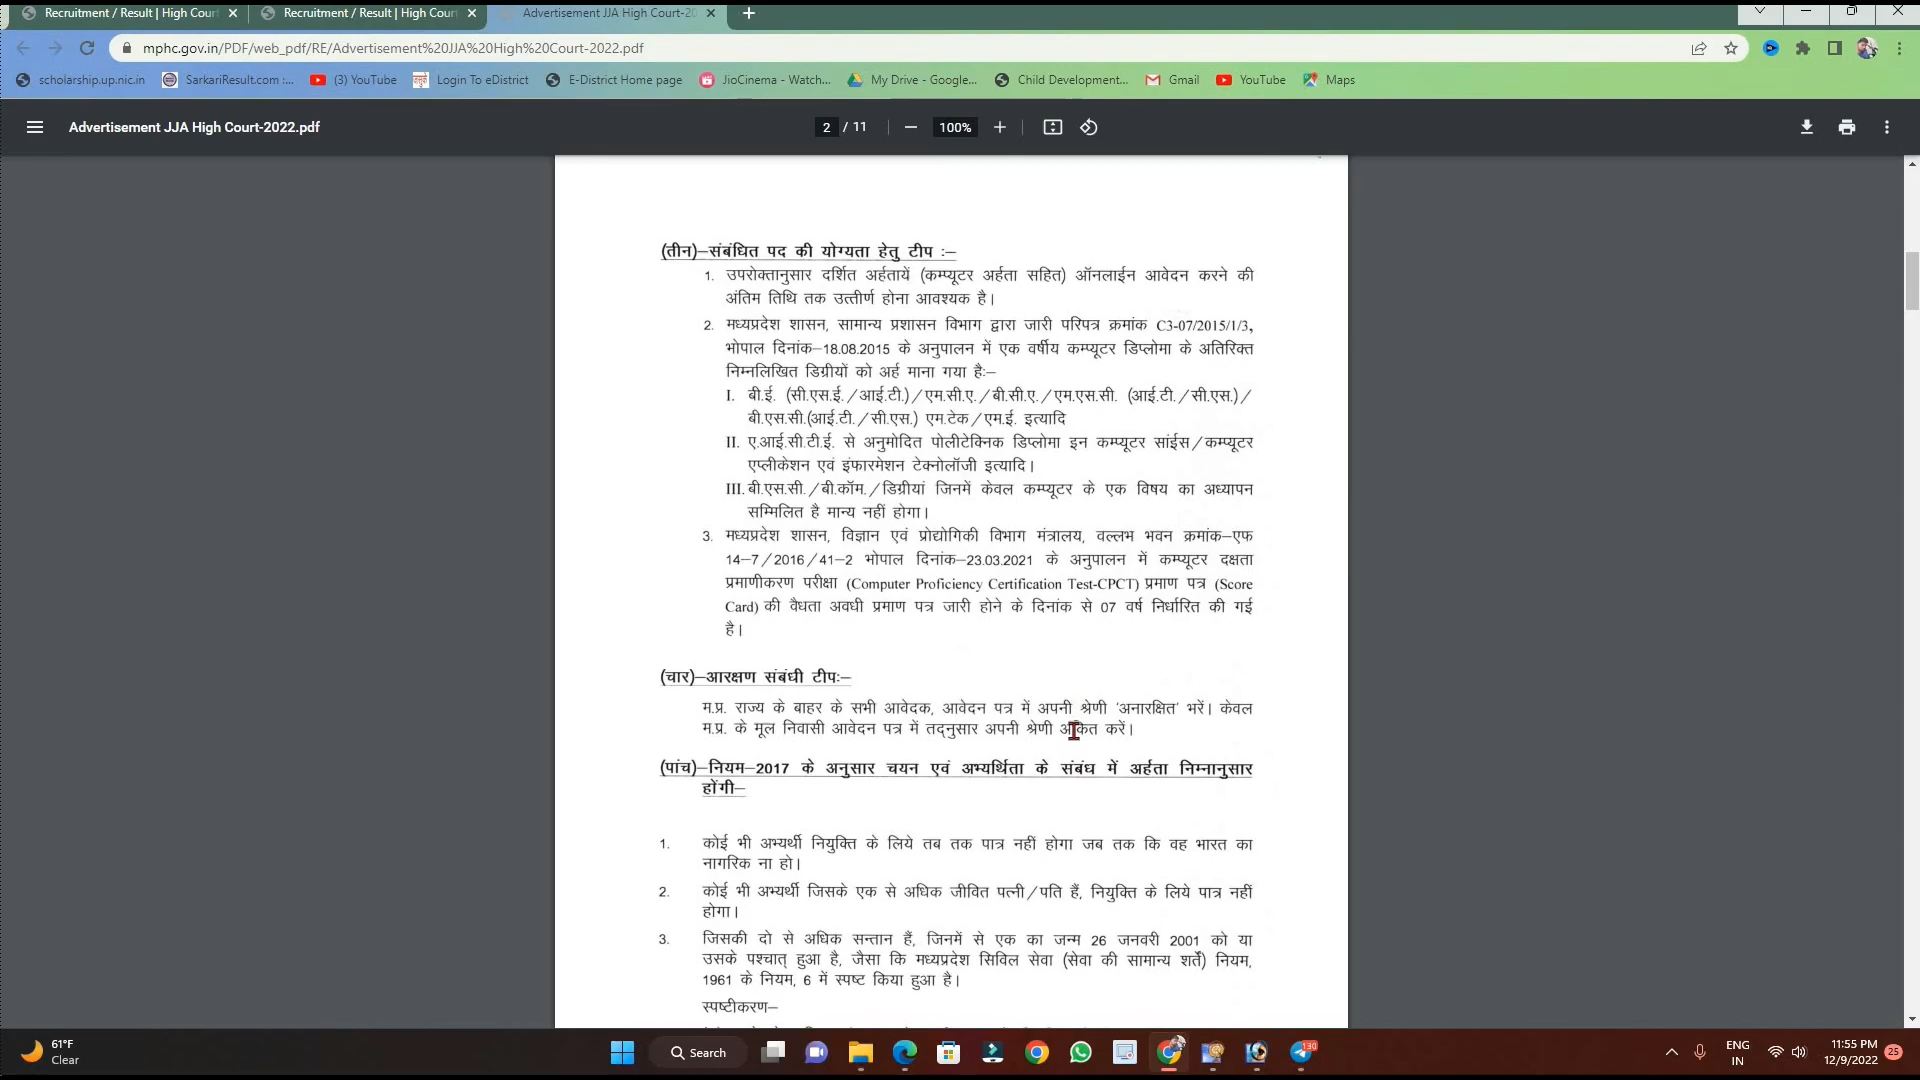 Recruitment / Result | High Court
Recruitment / Result | High Cour
Advertisement JJA High Court-20
mphc.gov.in/PDF/web_pdf/RE/Advertisement%20JJA%20High%20Court-2022.pdf
scholarship.up.nic.in
SarkariResult.com :...
(3) YouTube
Login To eDistrict
E-District Home page
JioCinema - Watch...
My Drive - Google...
Child Development...
Gmail
YouTube
Maps
Advertisement JJA High Court-2022.pdf
2 / 11
100%
(तीन)–संबंधित पद की योग्यता हेतु टीप :–
1. उपरोक्तानुसार दर्शित अर्हतायें (कम्प्यूटर अर्हता सहित) ऑनलाईन आवेदन करने की
अंतिम तिथि तक उत्तीर्ण होना आवश्यक है।
2. मध्यप्रदेश शासन, सामान्य प्रशासन विभाग द्वारा जारी परिपत्र क्रमांक C3-07/2015/1/3,
भोपाल दिनांक–18.08.2015 के अनुपालन में एक वर्षीय कम्प्यूटर डिप्लोमा के अतिरिक्त
निम्नलिखित डिग्रीयों को अर्ह माना गया हैः–
I. बी.ई. (सी.एस.ई./आई.टी.)/एम.सी.ए./बी.सी.ए./एम.एस.सी. (आई.टी./सी.एस.)/
बी.एस.सी.(आई.टी./सी.एस.) एम.टेक/एम.ई. इत्यादि
II. ए.आई.सी.टी.ई. से अनुमोदित पोलीटेक्निक डिप्लोमा इन कम्प्यूटर सांईस/कम्प्यूटर
एप्लीकेशन एवं इंफारमेशन टेक्नोलॉजी इत्यादि।
III. बी.एस.सी./बी.कॉम./डिग्रीयां जिनमें केवल कम्प्यूटर के एक विषय का अध्यापन
सम्मिलित है मान्य नहीं होगा।
3. मध्यप्रदेश शासन, विज्ञान एवं प्रोद्योगिकी विभाग मंत्रालय, वल्लभ भवन क्रमांक–एफ
14–7/2016/41–2 भोपाल दिनांक–23.03.2021 के अनुपालन में कम्प्यूटर दक्षता
प्रमाणीकरण परीक्षा (Computer Proficiency Certification Test-CPCT) प्रमाण पत्र (Score
Card) की वैधता अवधी प्रमाण पत्र जारी होने के दिनांक से 07 वर्ष निर्धारित की गई
है।
(चार)–आरक्षण संबंधी टीपः–
म.प्र. राज्य के बाहर के सभी आवेदक, आवेदन पत्र में अपनी श्रेणी 'अनारक्षित' भरें। केवल
म.प्र. के मूल निवासी आवेदन पत्र में तद्नुसार अपनी श्रेणी अंकित करें।
(पांच)–नियम–2017 के अनुसार चयन एवं अभ्यर्थिता के संबंध में अर्हता निम्नानुसार
होंगी–
1. कोई भी अभ्यर्थी नियुक्ति के लिये तब तक पात्र नहीं होगा जब तक कि वह भारत का
नागरिक ना हो।
2. कोई भी अभ्यर्थी जिसके एक से अधिक जीवित पत्नी/पति हैं, नियुक्ति के लिये पात्र नहीं
होगा।
3. जिसकी दो से अधिक सन्तान हैं, जिनमें से एक का जन्म 26 जनवरी 2001 को या
उसके पश्चात् हुआ है, जैसा कि मध्यप्रदेश सिविल सेवा (सेवा की सामान्य शर्तें) नियम,
1961 के नियम, 6 में स्पष्ट किया हुआ है।
स्पष्टीकरण–
61°F
Clear
Search
130
ENG
IN
11:55 PM
12/9/2022
25